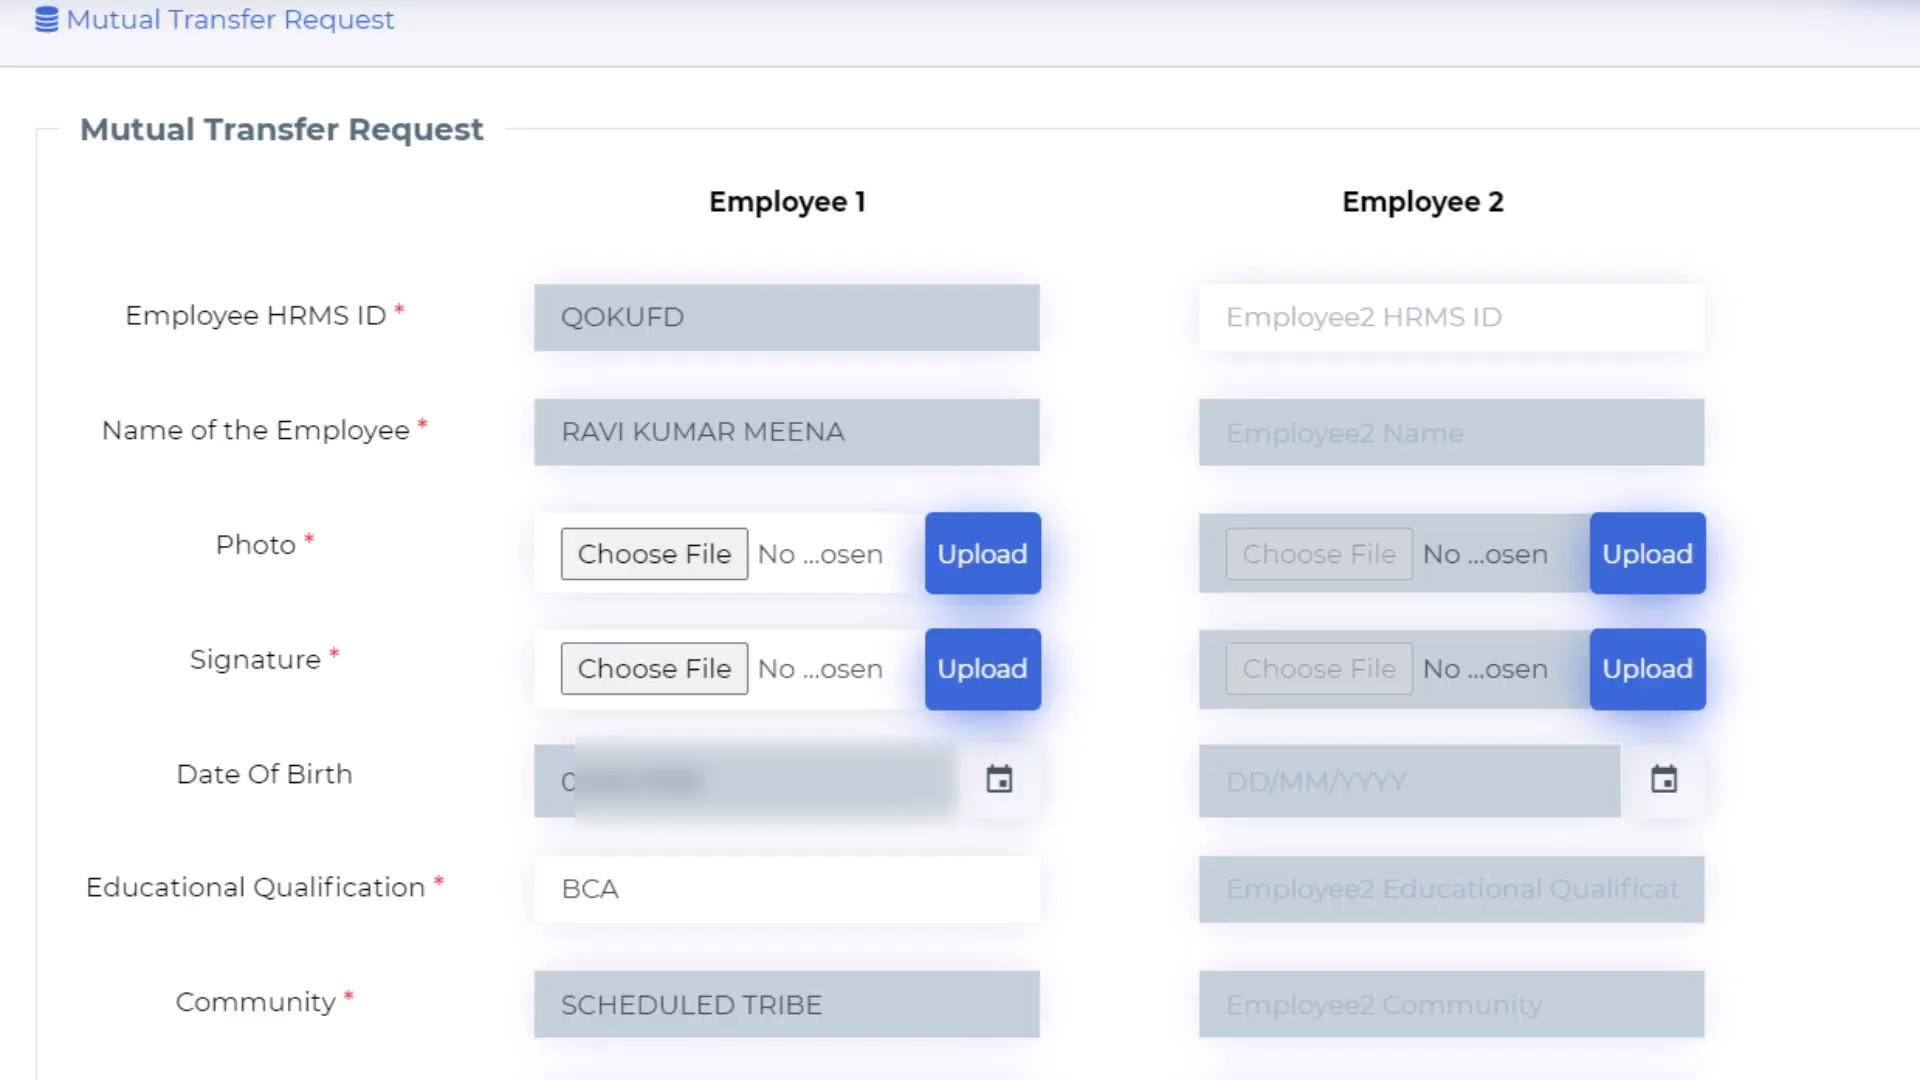 Mutual Transfer Request
Mutual Transfer Request
Employee 1 Employee 2
Employee HRMS ID * QOKUFD Employee2 HRMS ID
Name of the Employee * RAVI KUMAR MEENA Employee2 Name
Photo * Choose File No ...osen Upload Choose File No ...osen Upload
Signature * Choose File No ...osen Upload Choose File No ...osen Upload
Date Of Birth DD/MM/YYYY
Educational Qualification * BCA Employee2 Educational Qualificat
Community * SCHEDULED TRIBE Employee2 Community